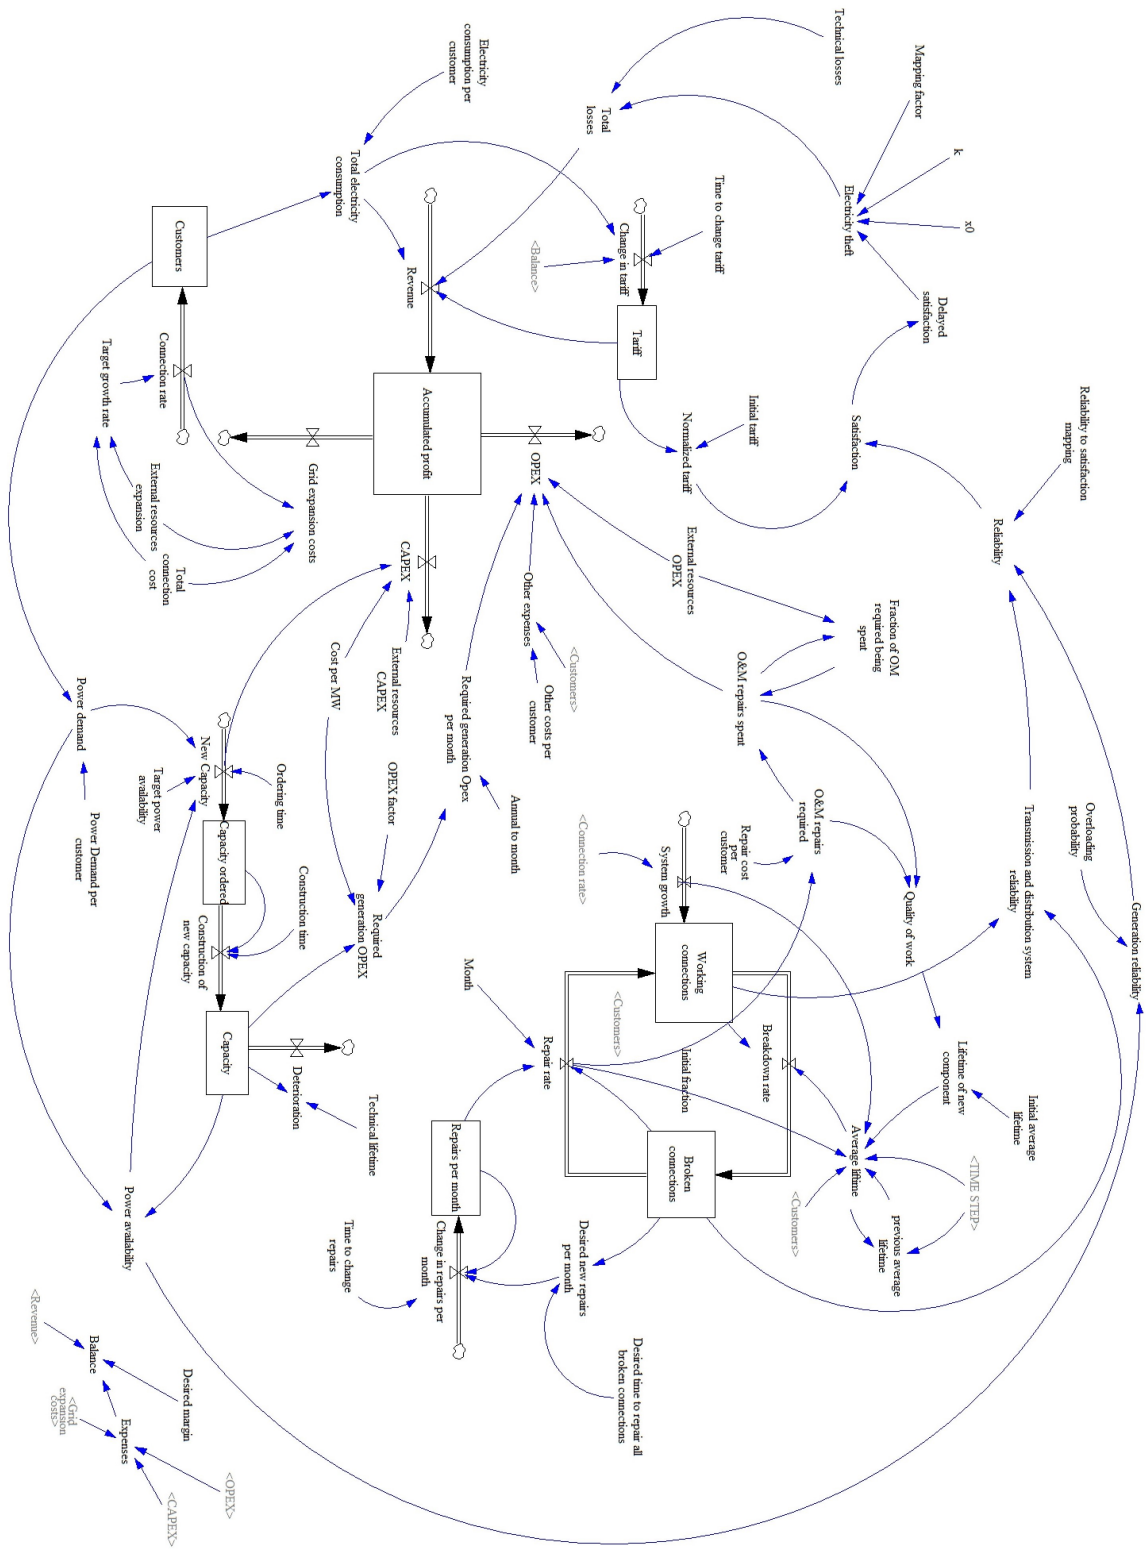 Generation reliability
Overloading
probability
Reliability to satisfaction
mapping
Transmission and distribution system
reliability
Reliability
Initial average
lifetime
<TIME STEP>
x0
k
Lifetime of new
component
Delayed
satisfaction
Mapping factor
Quality of work
previous average
lifetime
Fraction of OM
required being
spent
Average liftime
Satisfaction
Electricity theft
Technical losses
O&M repairs
required
<Customers>
Breakdown rate
Initial tariff
Repair cost
per
customer
O&M repairs spent
Time to change tariff
Working
connections
Normalized tariff
External resources
OPEX
Initial fraction
Broken
connections
System growth
Tariff
Desired time to repair all
broken connections
Change in tariff
<Customers>
Total
losses
<Connection rate>
Desired new repairs
per month
<Customers>
Other costs per
customer
Repair rate
<Balance>
OPEX
Other expenses
Annual to month
Electricity
consumption per
customer
Month
Repairs per month
Required generation Opex
per month
Change in repairs per
month
Accumulated profit
Revenue
CAPEX
External resources
CAPEX
OPEX factor
Required
generation OPEX
Technical lifetime
Total electricity
consumption
Time to change
repairs
Cost per MW
Grid expansion costs
Construction time
Deterioration
Ordering time
Capacity ordered
Capacity
<OPEX>
New Capacity
Construction of
new capacity
Customers
Total
connection
cost
Connection rate
External resources
expansion
Target power
availability
Desired margin
<CAPEX>
Target growth rate
Power Demand per
customer
Power availability
Expenses
Power demand
Balance
<Grid
expansion
costs>
<Revenue>